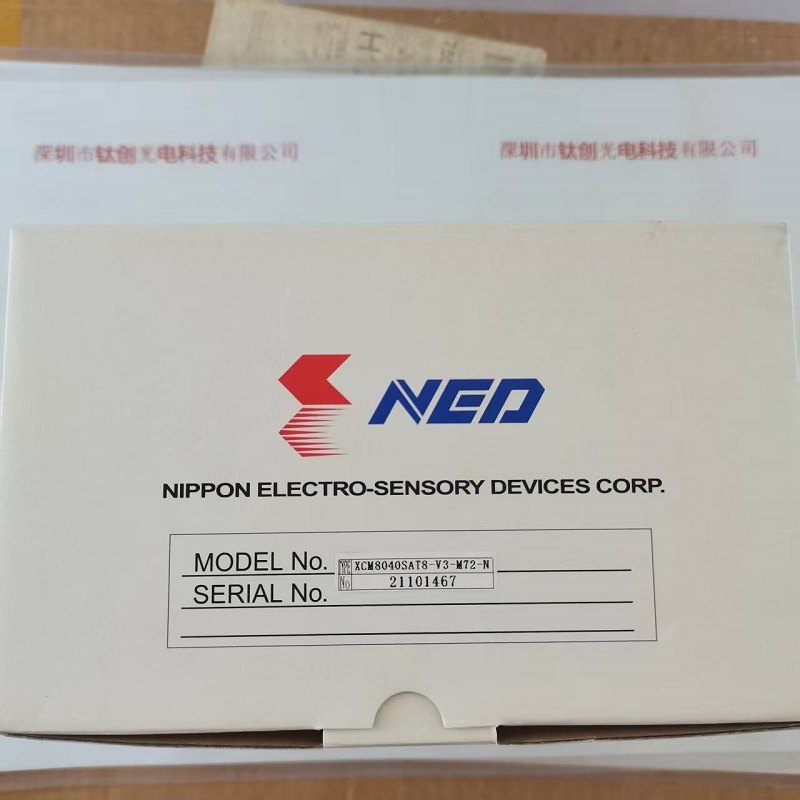 深圳市钛创光电科技有限公司
深圳市钛创光电科技有限公司
NED
NIPPON ELECTRO-SENSORY DEVICES CORP.
MODEL No. TYPE XCM8040SAT8-V3-M72-N
SERIAL No. No 21101467